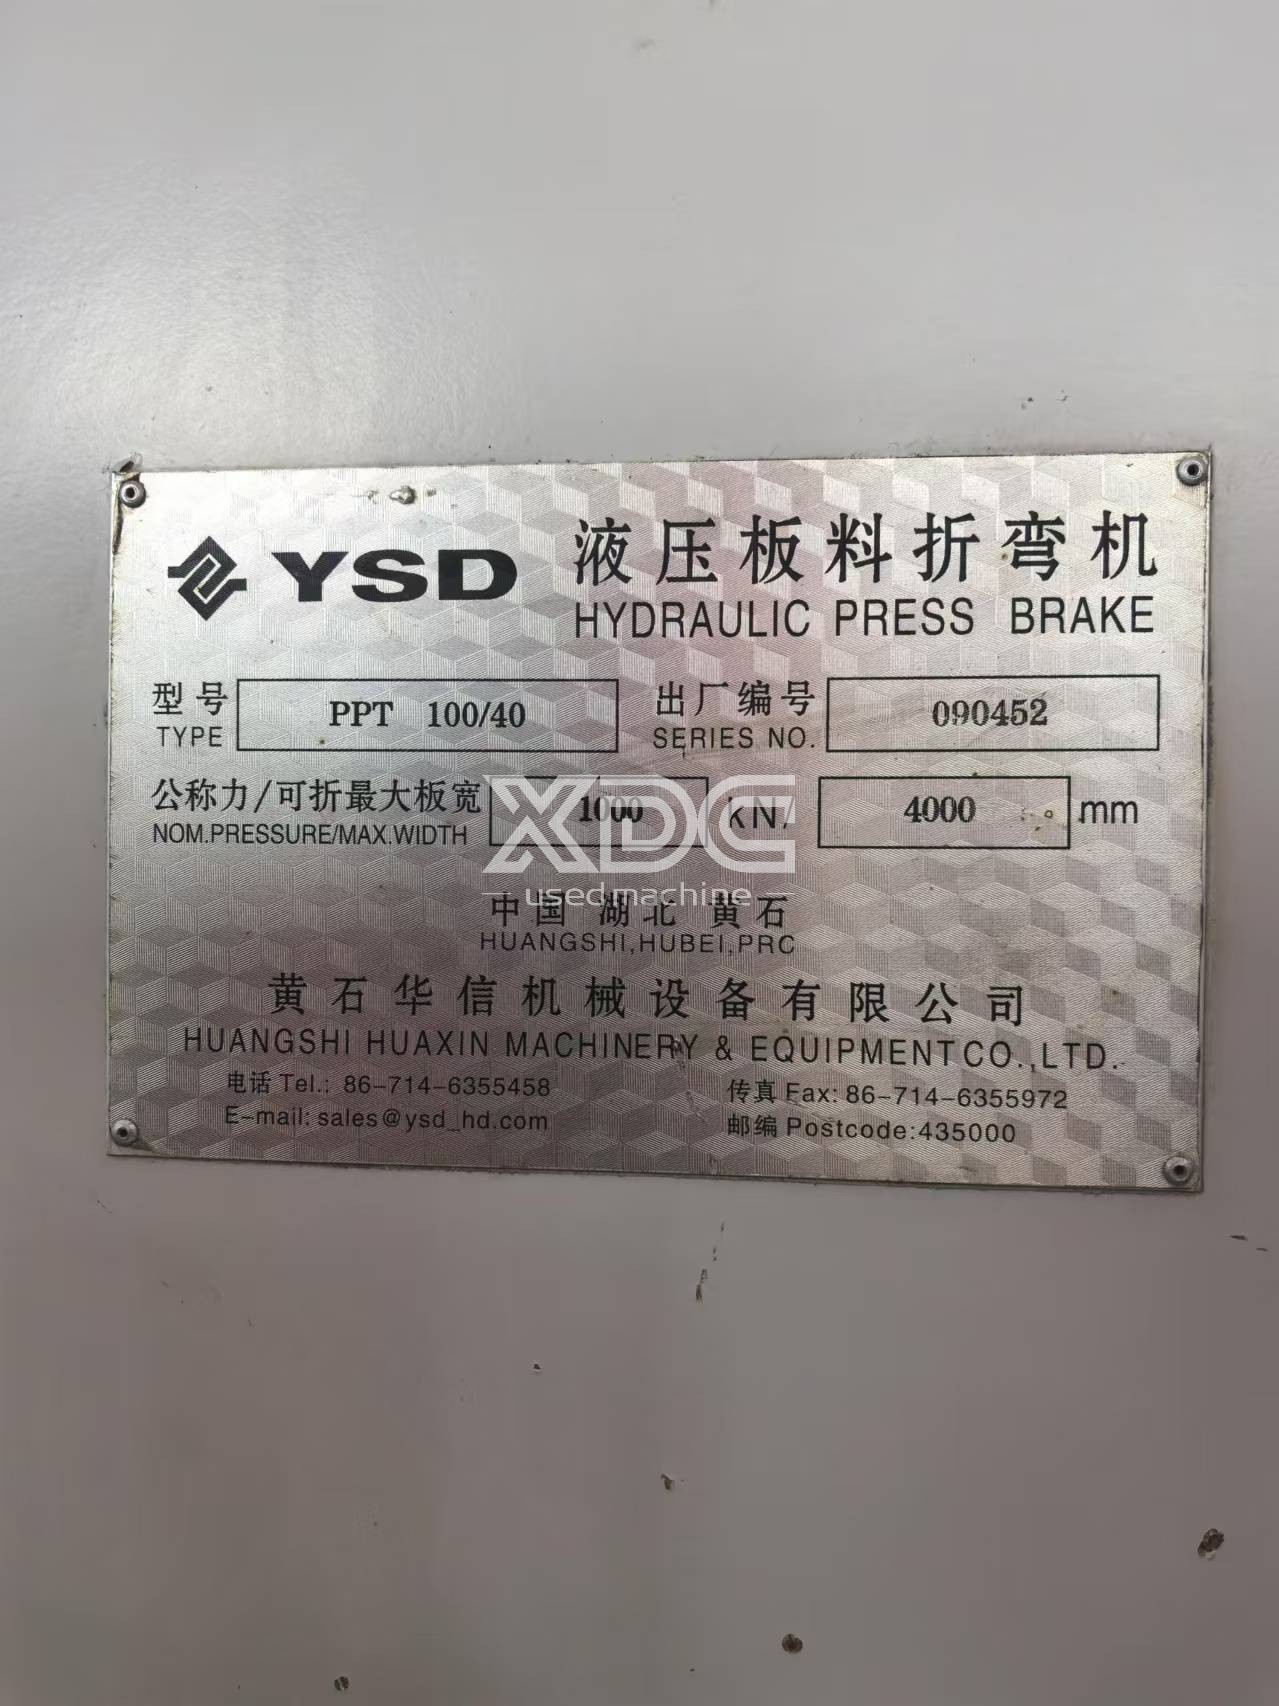 YSD
液压板料折弯机
HYDRAULIC PRESS BRAKE
型号 PPT 100/40 出厂编号 090452
TYPE SERIES NO.
公称力/可折最大板宽 1000 kN/ 4000 mm
NOM.PRESSURE/MAX.WIDTH
XDC
used machine
中国 湖北 黄石
HUANGSHI,HUBEI,PRC
黄石华信机械设备有限公司
HUANGSHI HUAXIN MACHINERY & EQUIPMENT CO.,LTD.
电话 Tel.: 86-714-6355458 传真 Fax: 86-714-6355972
E-mail: sales@ysd_hd.com 邮编 Postcode:435000